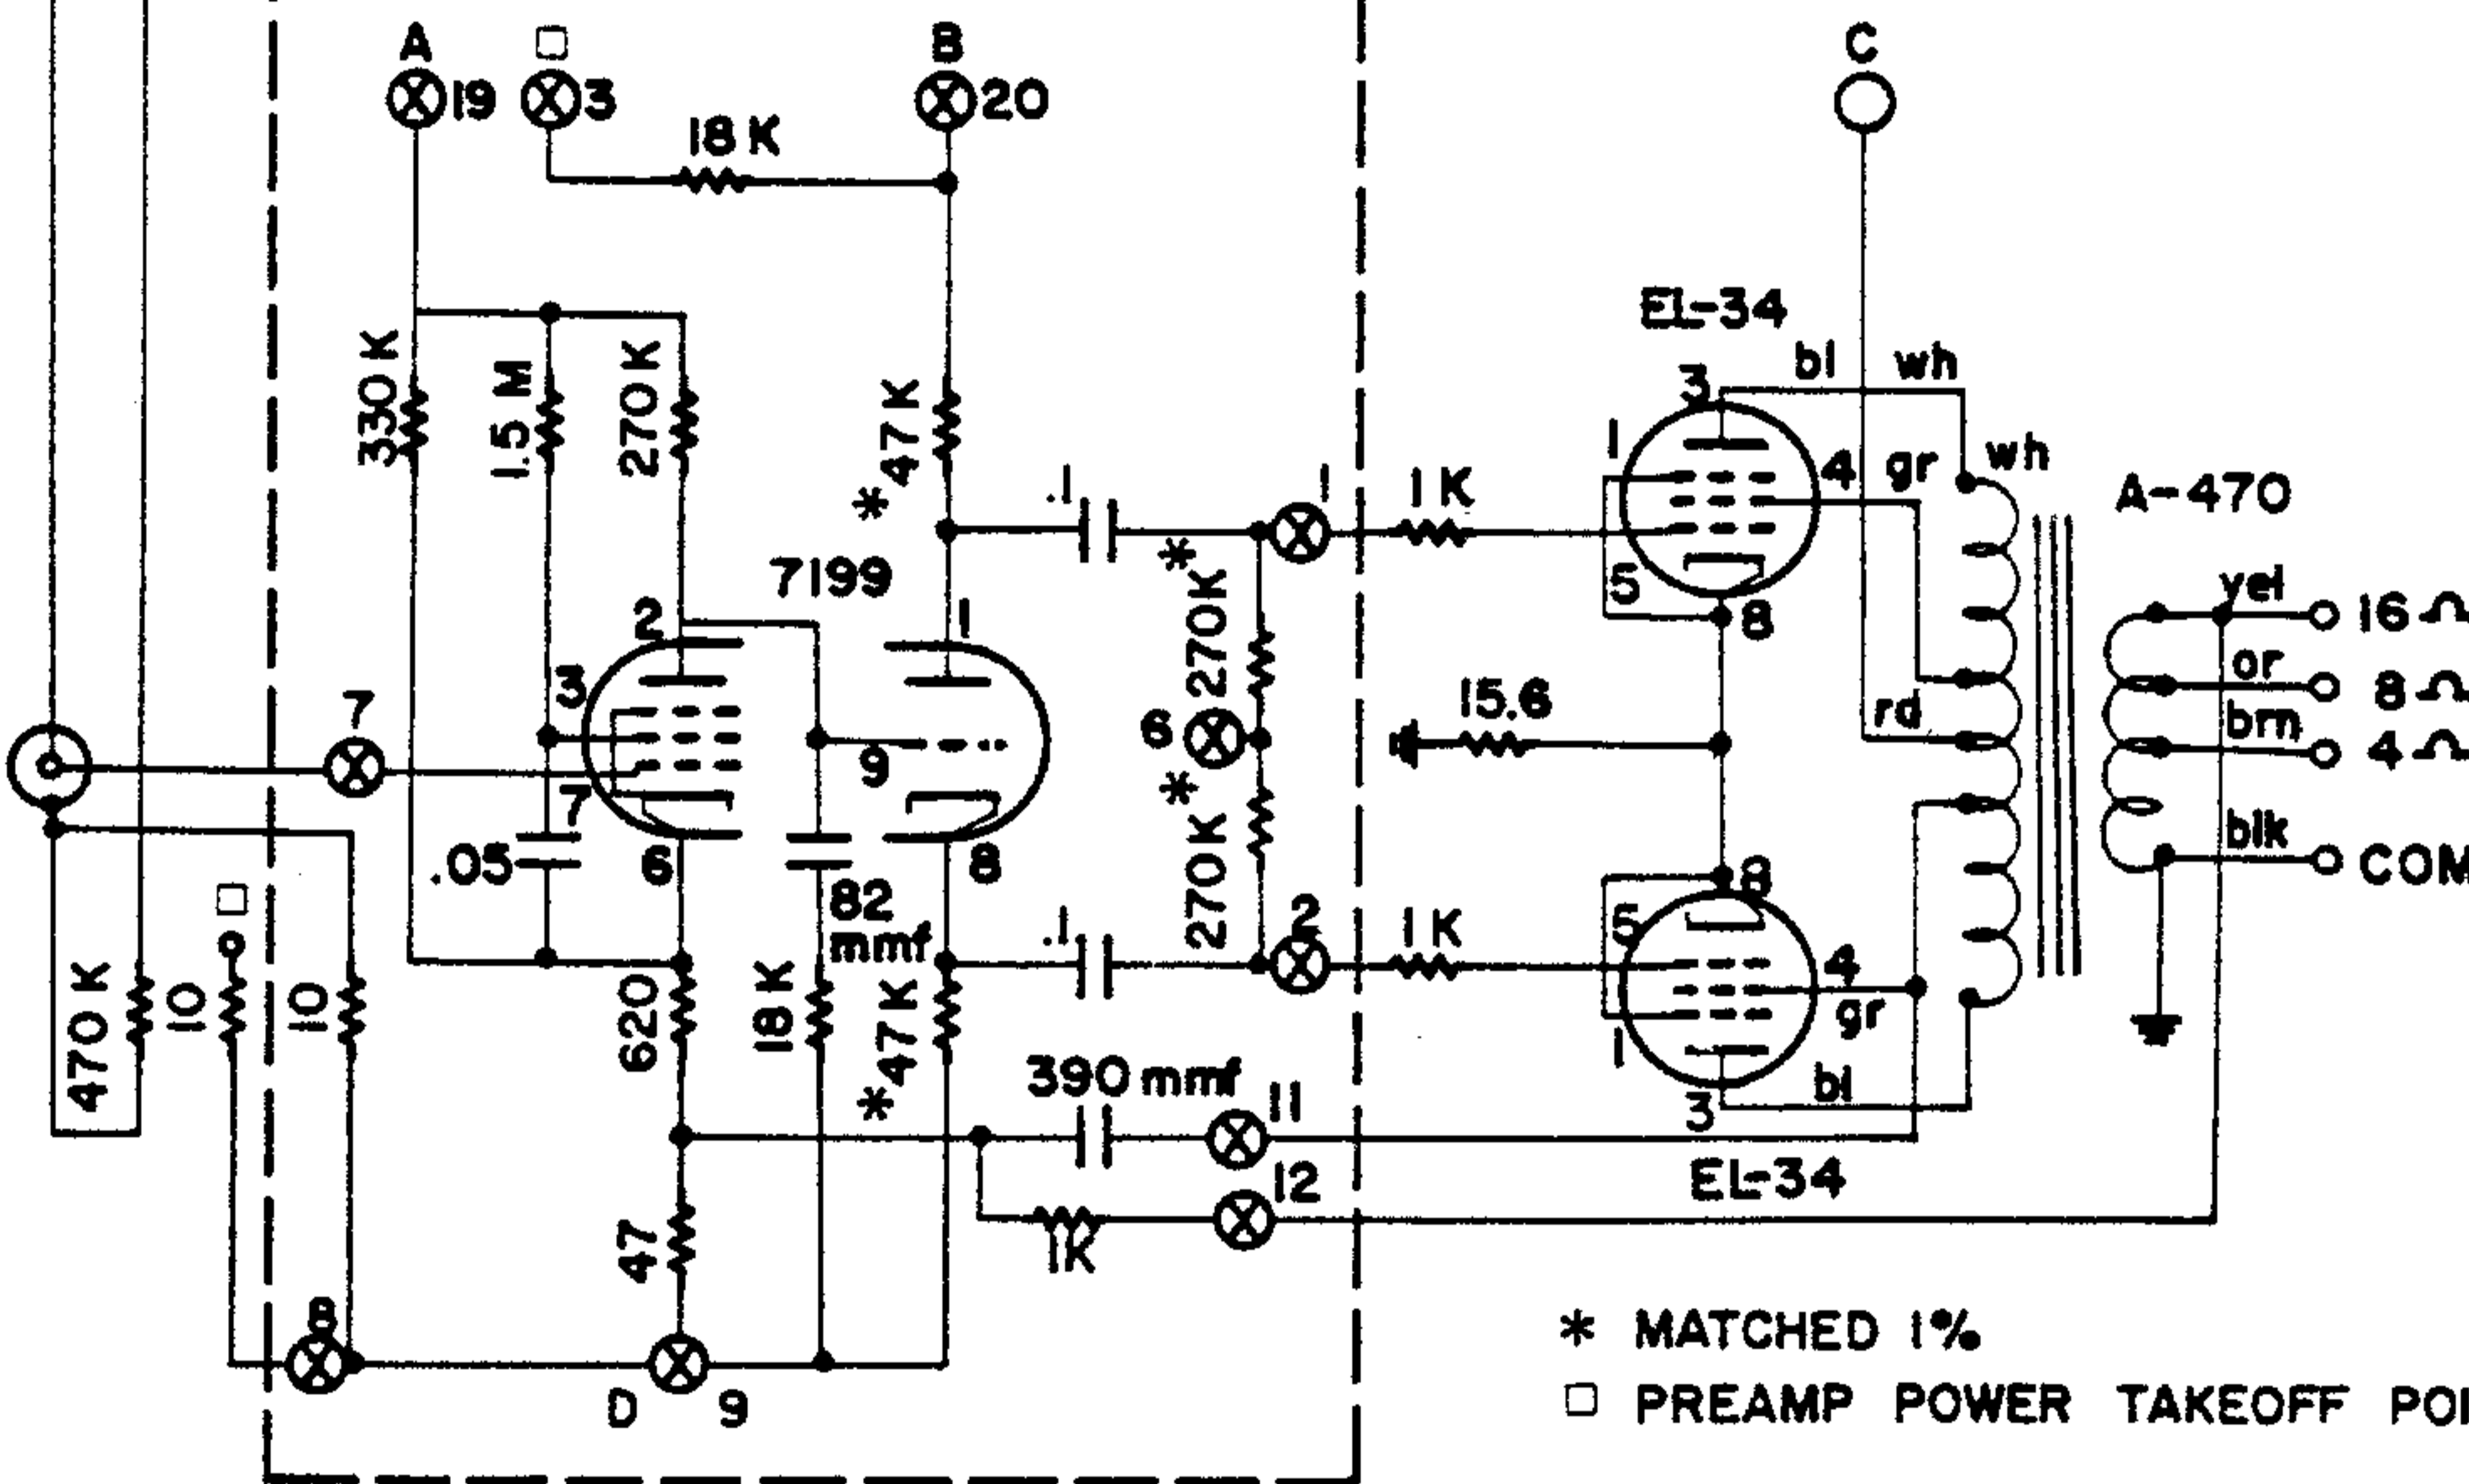 A
B
C
19
3
20
18 K
EL-34
330 K
1.5 M
270 K
* 47 K
bl
wh
3
1
4
gr
wh
A-470
.1
1
1 K
*
270K
7199
5
8
yel
16 Ω
or
8 Ω
brn
4 Ω
blk
COM
2
1
3
7
9
6
15.6
rd
7
*
270K
.05
6
82
mmf
8
8
.1
2
1 K
5
4
gr
1
470 K
10
10
620
18 K
* 47 K
390 mmf
11
bl
3
EL-34
12
47
1K
8
D
9
* MATCHED 1%
□ PREAMP POWER TAKEOFF